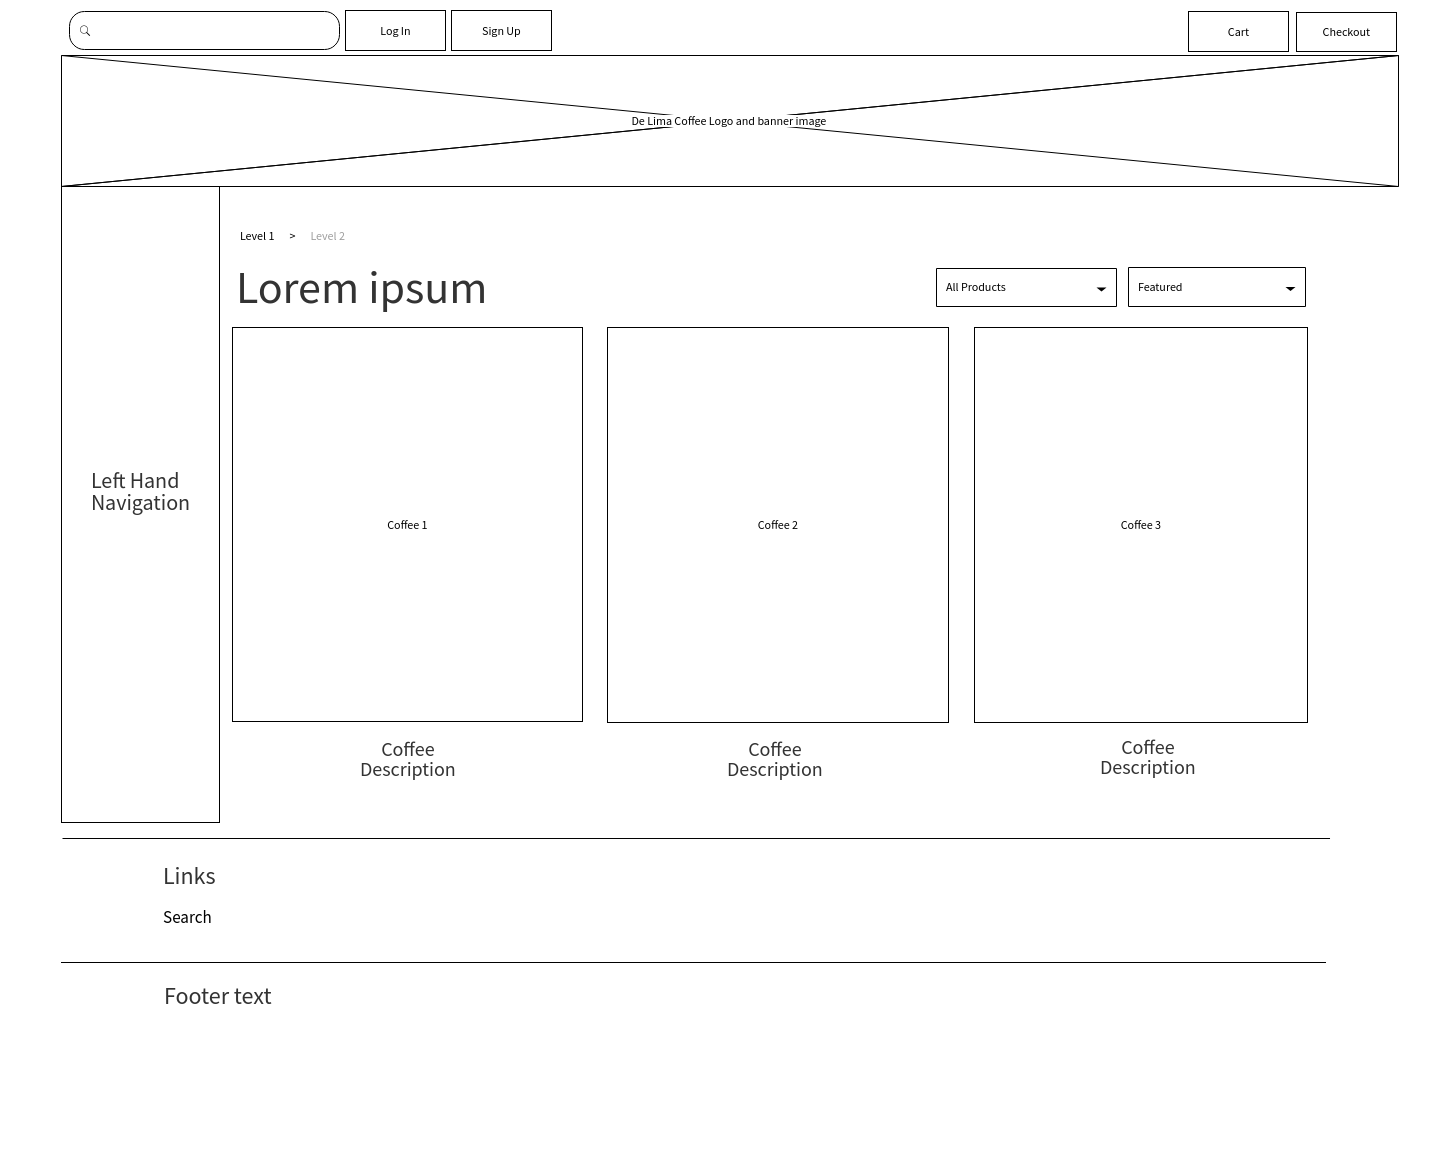 Log In
Sign Up
Cart
Checkout
De Lima Coffee Logo and banner image
Level 1 > Level 2
Lorem ipsum
All Products
Featured
Left Hand
Navigation
Coffee 1
Coffee 2
Coffee 3
Coffee
Description
Coffee
Description
Coffee
Description
Links
Search
Footer text